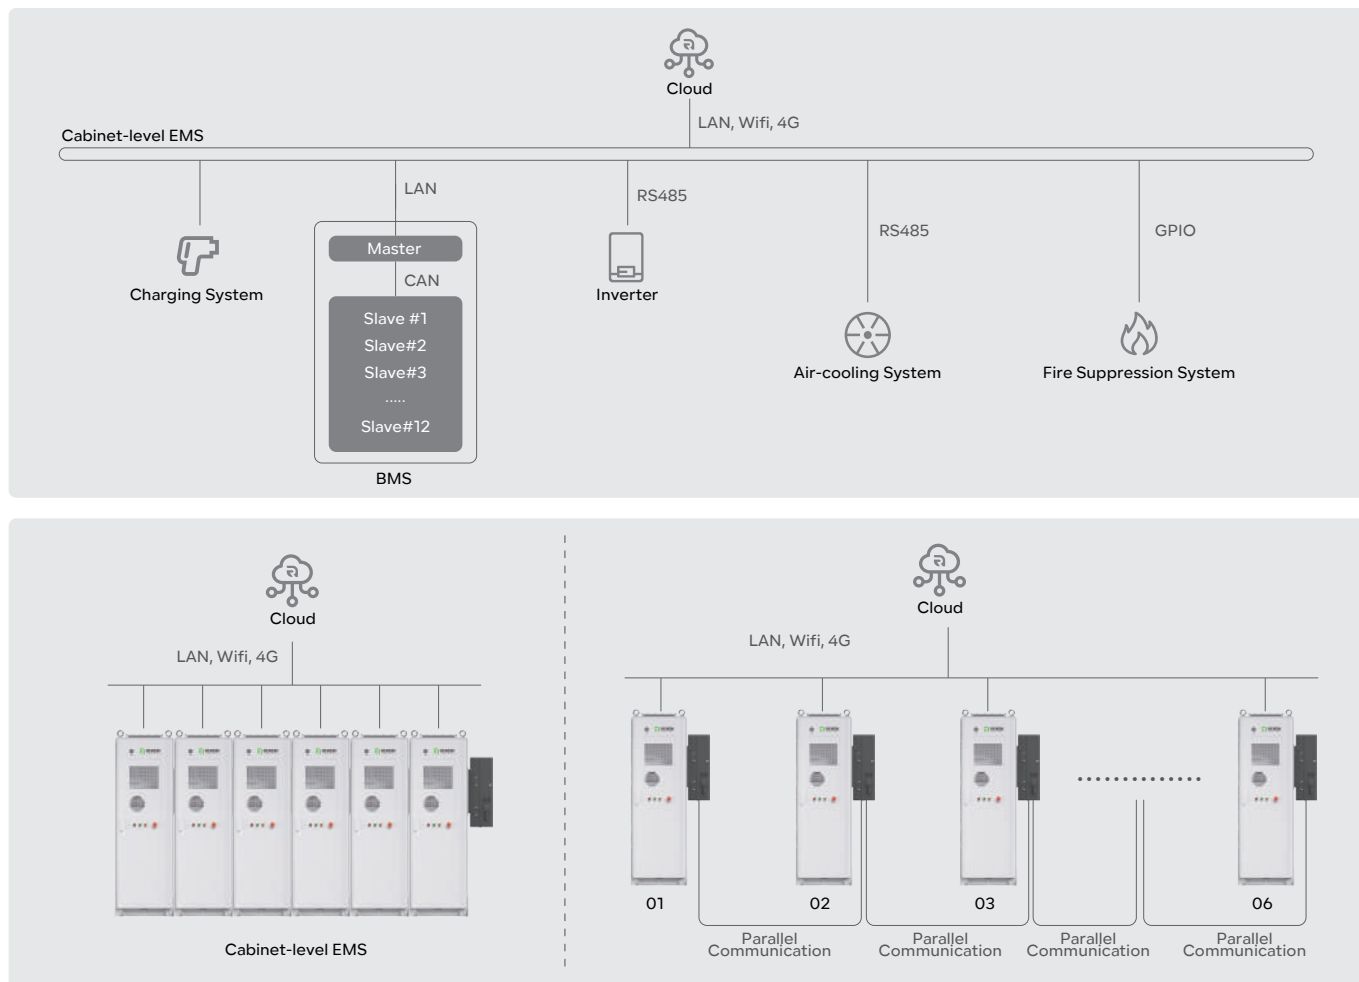 Cloud
LAN, Wifi, 4G
Cabinet-level EMS
LAN
RS485
RS485
GPIO
Master
CAN
Charging System
Inverter
Slave #1
Slave#2
Slave#3
.....
Slave#12
Air-cooling System
Fire Suppression System
BMS
Cloud
LAN, Wifi, 4G
Cabinet-level EMS
Cloud
LAN, Wifi, 4G
01
02
03
06
Parallel
Communication
Parallel
Communication
Parallel
Communication
Parallel
Communication